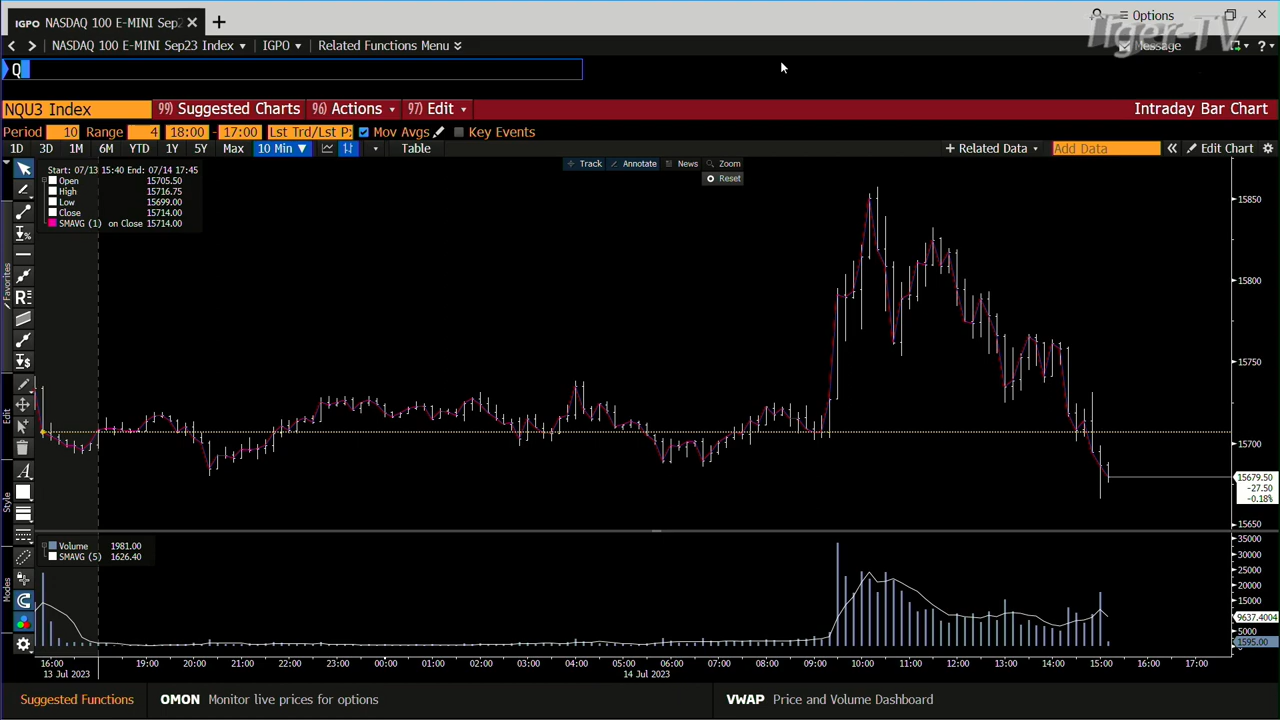 IGPO NASDAQ 100 E-MINI Sep2
Options
Tiger-TV
NASDAQ 100 E-MINI Sep23 Index IGPO Related Functions Menu
Message
Q
NQU3 Index 99) Suggested Charts 96) Actions 97) Edit Intraday Bar Chart
Period 10 Range 4 18:00 - 17:00 Lst Trd/Lst P: Mov Avgs Key Events
1D 3D 1M 6M YTD 1Y 5Y Max 10 Min ▼ Table + Related Data Add Data Edit Chart
Track Annotate News Zoom
Reset
Start: 07/13 15:40 End: 07/14 17:45
Open 15705.50
High 15716.75
Low 15699.00
Close 15714.00
SMAVG (1) on Close 15714.00
Favorites
Edit
Style
Modes
15850
15800
15750
15700
15679.50
-27.50
-0.18%
15650
Volume 1981.00
SMAVG (5) 1626.40
35000
30000
25000
20000
15000
9637.4004
5000
1595.00
16:00 19:00 20:00 21:00 22:00 23:00 00:00 01:00 02:00 03:00 04:00 05:00 06:00 07:00 08:00 09:00 10:00 11:00 12:00 13:00 14:00 15:00 16:00 17:00
13 Jul 2023 14 Jul 2023
Suggested Functions OMON Monitor live prices for options VWAP Price and Volume Dashboard